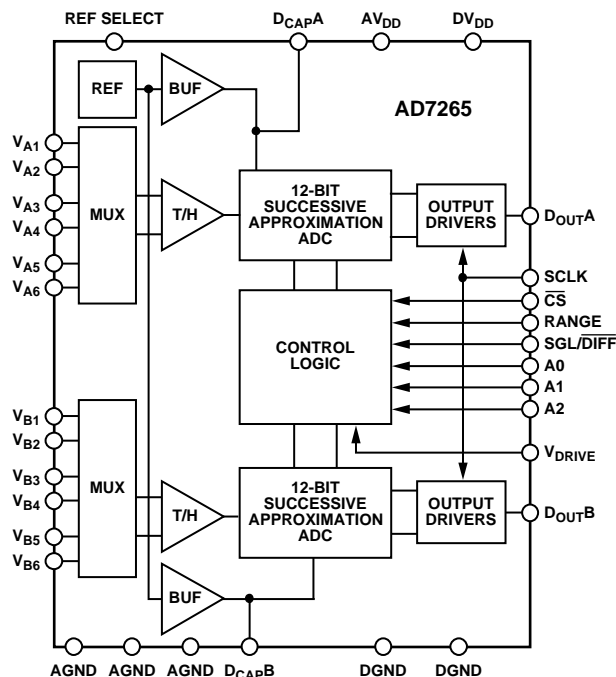 REF SELECT
DCAPA
AVDD
DVDD
REF
BUF
AD7265
VA1
VA2
VA3
VA4
VA5
VA6
MUX
T/H
12-BIT
SUCCESSIVE
APPROXIMATION
ADC
OUTPUT
DRIVERS
DOUTA
SCLK
CS
RANGE
SGL/DIFF
A0
A1
A2
CONTROL
LOGIC
VDRIVE
VB1
VB2
VB3
VB4
VB5
VB6
MUX
T/H
12-BIT
SUCCESSIVE
APPROXIMATION
ADC
OUTPUT
DRIVERS
DOUTB
BUF
AGND
AGND
AGND
DCAPB
DGND
DGND